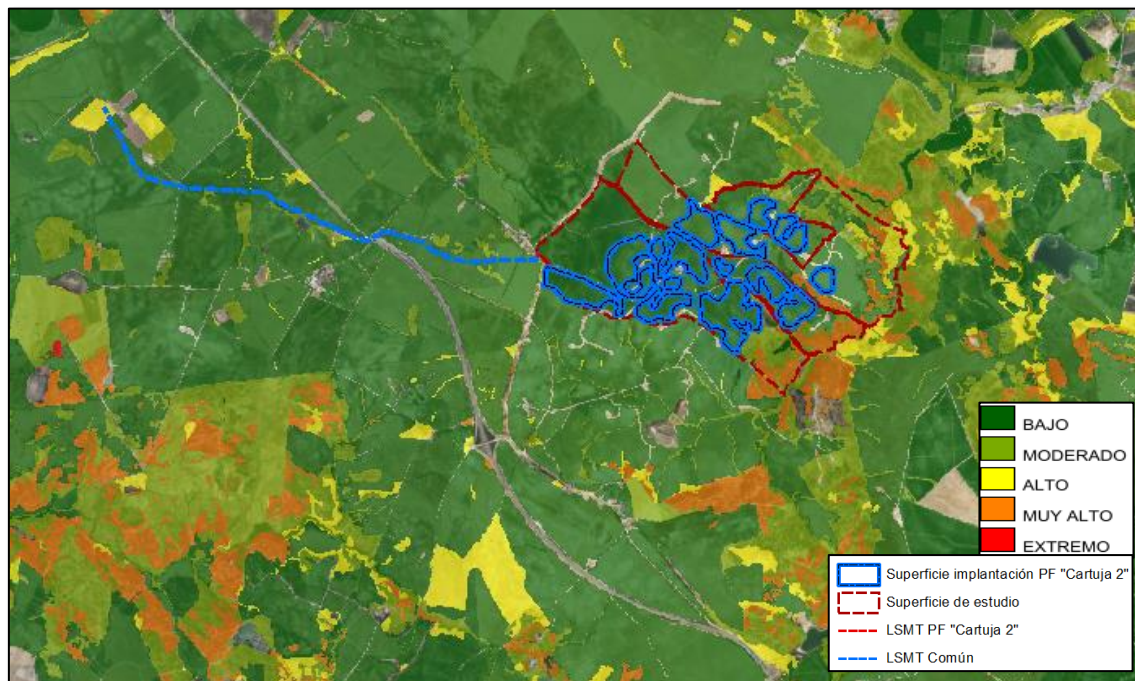 BAJO
MODERADO
ALTO
MUY ALTO
EXTREMO
Superficie implantación PF "Cartuja 2"
Superficie de estudio
LSMT PF "Cartuja 2"
LSMT Común